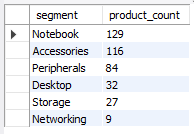 segment product_count
Notebook 129
Accessories 116
Peripherals 84
Desktop 32
Storage 27
Networking 9